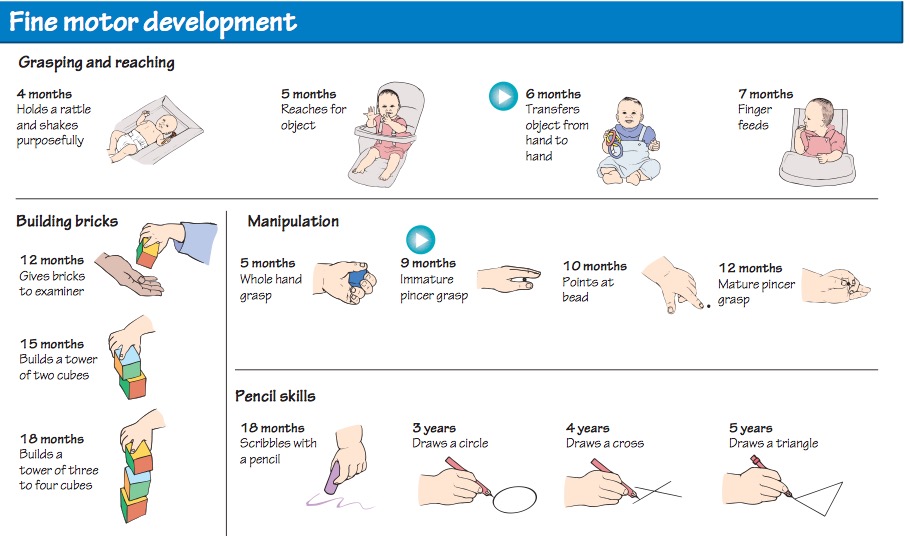 Fine motor development
Grasping and reaching
4 months
Holds a rattle
and shakes
purposefully
5 months
Reaches for
object
6 months
Transfers
object from
hand to
hand
7 months
Finger
feeds
Building bricks
12 months
Gives bricks
to examiner
15 months
Builds a tower
of two cubes
18 months
Builds a
tower of three
to four cubes
Manipulation
5 months
Whole hand
grasp
9 months
Immature
pincer grasp
10 months
Points at
bead
12 months
Mature pincer
grasp
Pencil skills
18 months
Scribbles with
a pencil
3 years
Draws a circle
4 years
Draws a cross
5 years
Draws a triangle